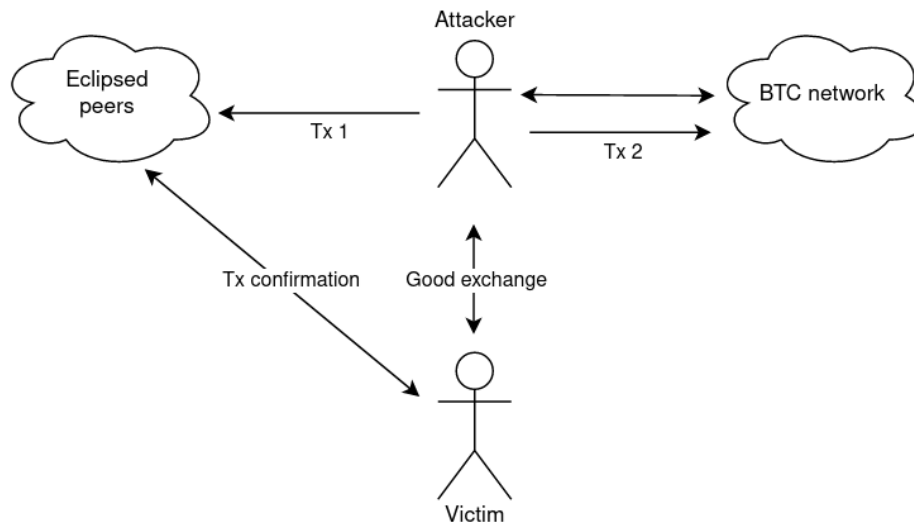 Attacker
Eclipsed
peers
BTC network
Tx 1
Tx 2
Tx confirmation
Good exchange
Victim